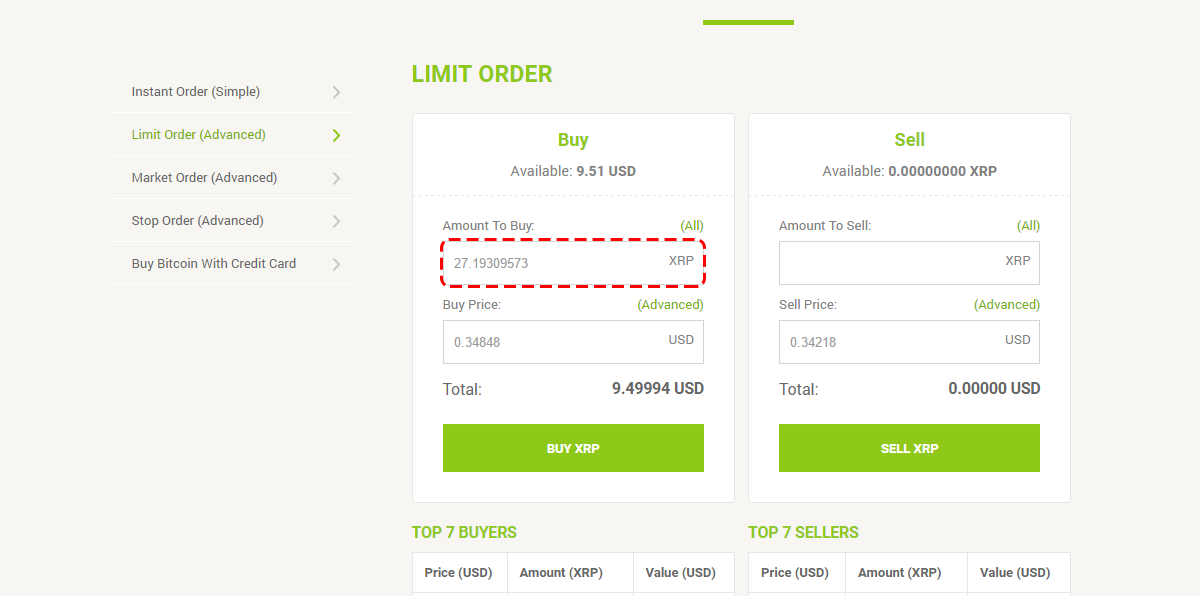 LIMIT ORDER
Instant Order (Simple)
Limit Order (Advanced)
Market Order (Advanced)
Stop Order (Advanced)
Buy Bitcoin With Credit Card
Buy
Available: 9.51 USD
Amount To Buy: (All)
27.19309573 XRP
Buy Price: (Advanced)
0.34848 USD
Total: 9.49994 USD
BUY XRP
Sell
Available: 0.00000000 XRP
Amount To Sell: (All)
XRP
Sell Price: (Advanced)
0.34218 USD
Total: 0.00000 USD
SELL XRP
TOP 7 BUYERS
Price (USD) Amount (XRP) Value (USD)
TOP 7 SELLERS
Price (USD) Amount (XRP) Value (USD)